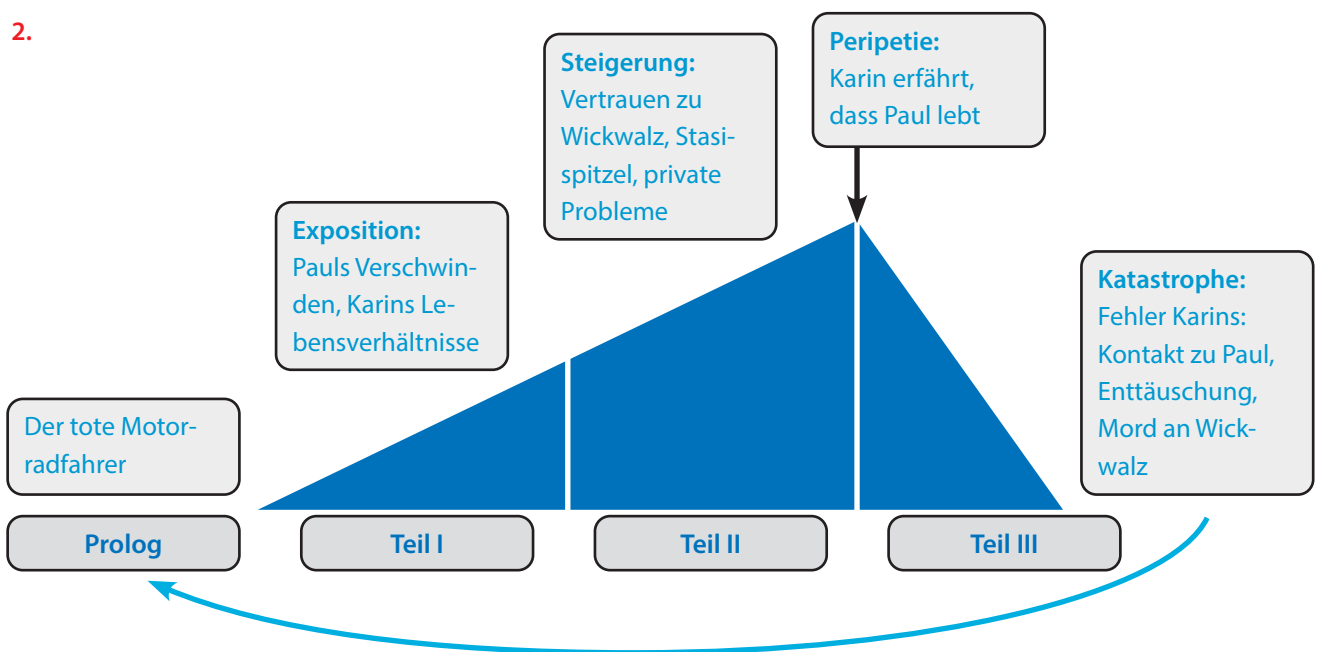 2.
Steigerung:
Vertrauen zu
Wickwalz, Stasi-
spitzel, private
Probleme
Peripetie:
Karin erfährt,
dass Paul lebt
Exposition:
Pauls Verschwin-
den, Karins Le-
bensverhältnisse
Katastrophe:
Fehler Karins:
Kontakt zu Paul,
Enttäuschung,
Mord an Wick-
walz
Der tote Motor-
radfahrer
Prolog
Teil I
Teil II
Teil III